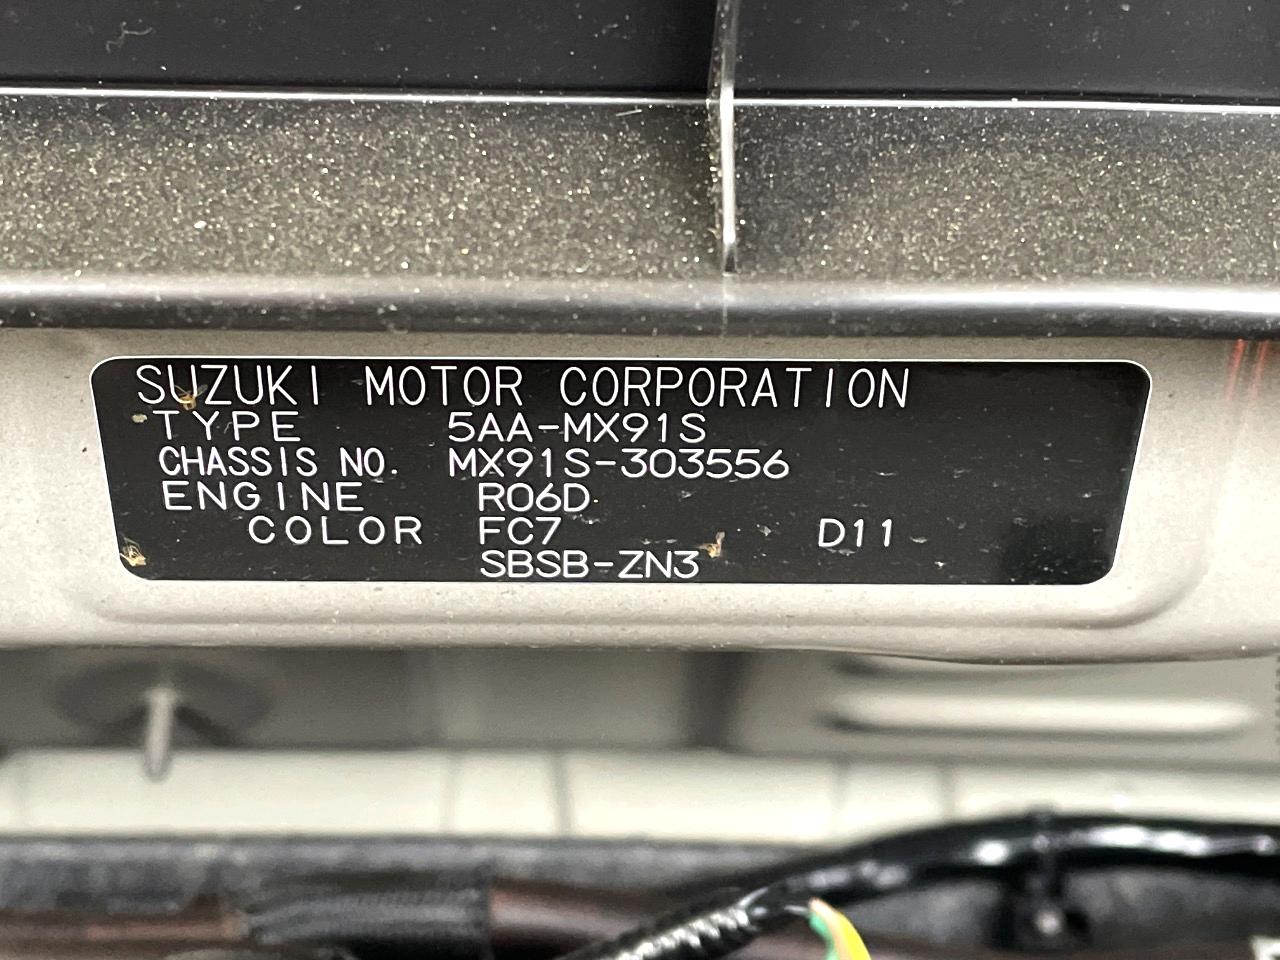 SUZUKI MOTOR CORPORATION
TYPE 5AA-MX91S
CHASSIS NO. MX91S-303556
ENGINE R06D
COLOR FC7 D11
SBSB-ZN3